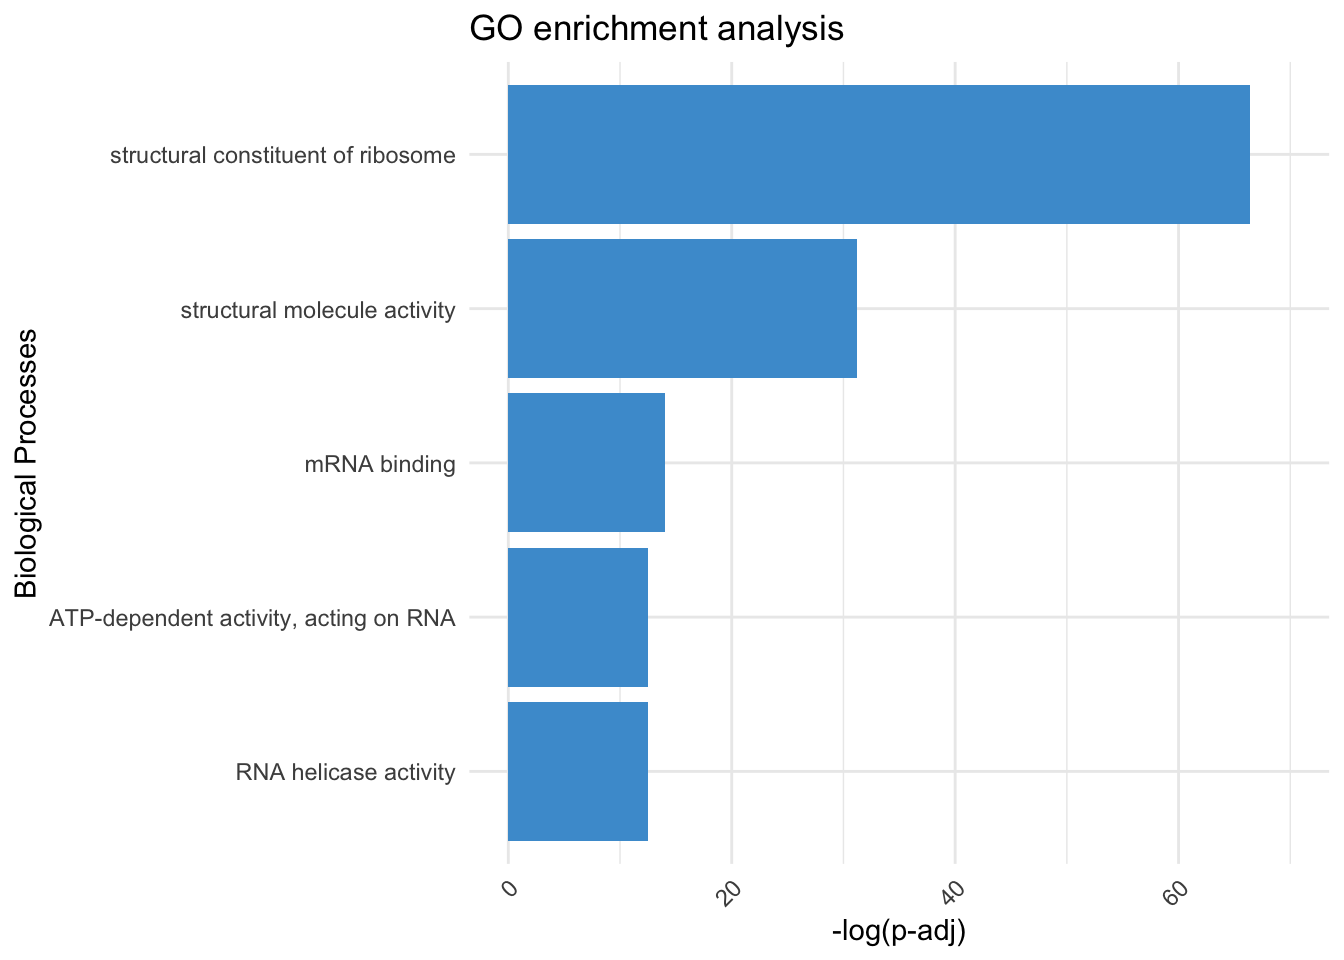 GO enrichment analysis
structural constituent of ribosome
structural molecule activity
mRNA binding
ATP-dependent activity, acting on RNA
RNA helicase activity
Biological Processes
0
20
40
60
-log(p-adj)